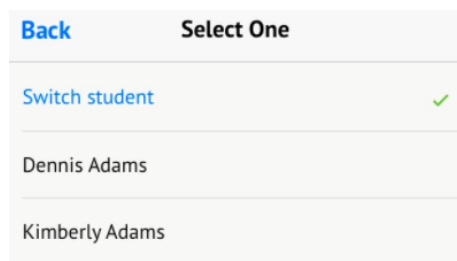 Back Select One
Switch student
Dennis Adams
Kimberly Adams